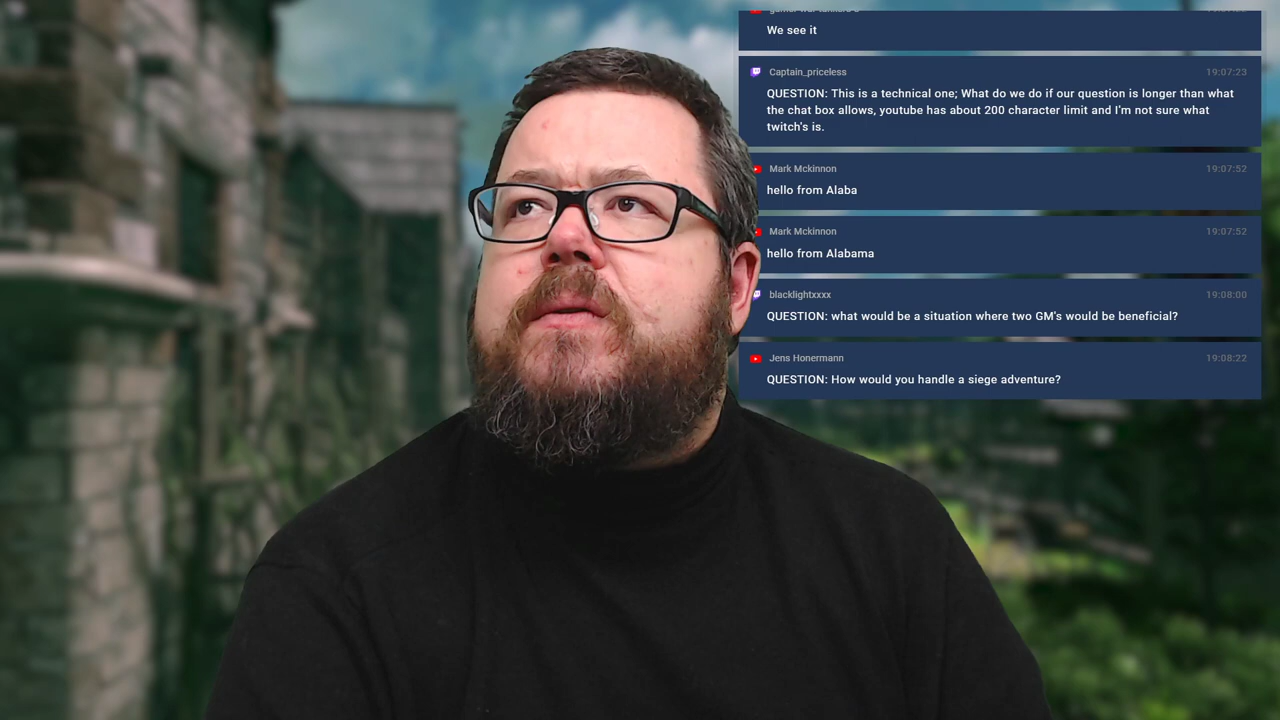 We see it
Captain_priceless 19:07:23
QUESTION: This is a technical one; What do we do if our question is longer than what
the chat box allows, youtube has about 200 character limit and I'm not sure what
twitch's is.
Mark Mckinnon 19:07:52
hello from Alaba
Mark Mckinnon 19:07:52
hello from Alabama
blacklightxxxx 19:08:00
QUESTION: what would be a situation where two GM's would be beneficial?
Jens Honermann 19:08:22
QUESTION: How would you handle a siege adventure?